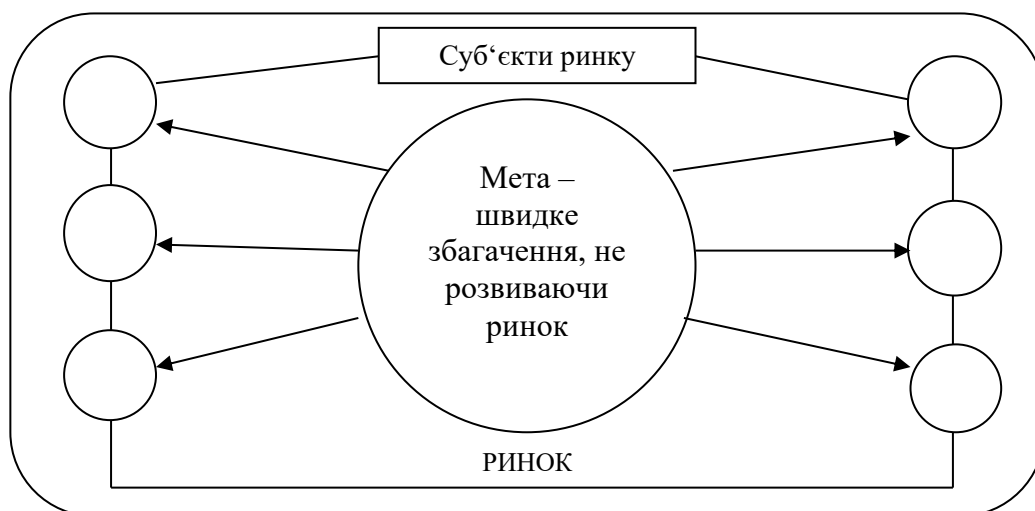 Суб‘єкти ринку
Мета –
швидке
збагачення, не
розвиваючи
ринок
РИНОК